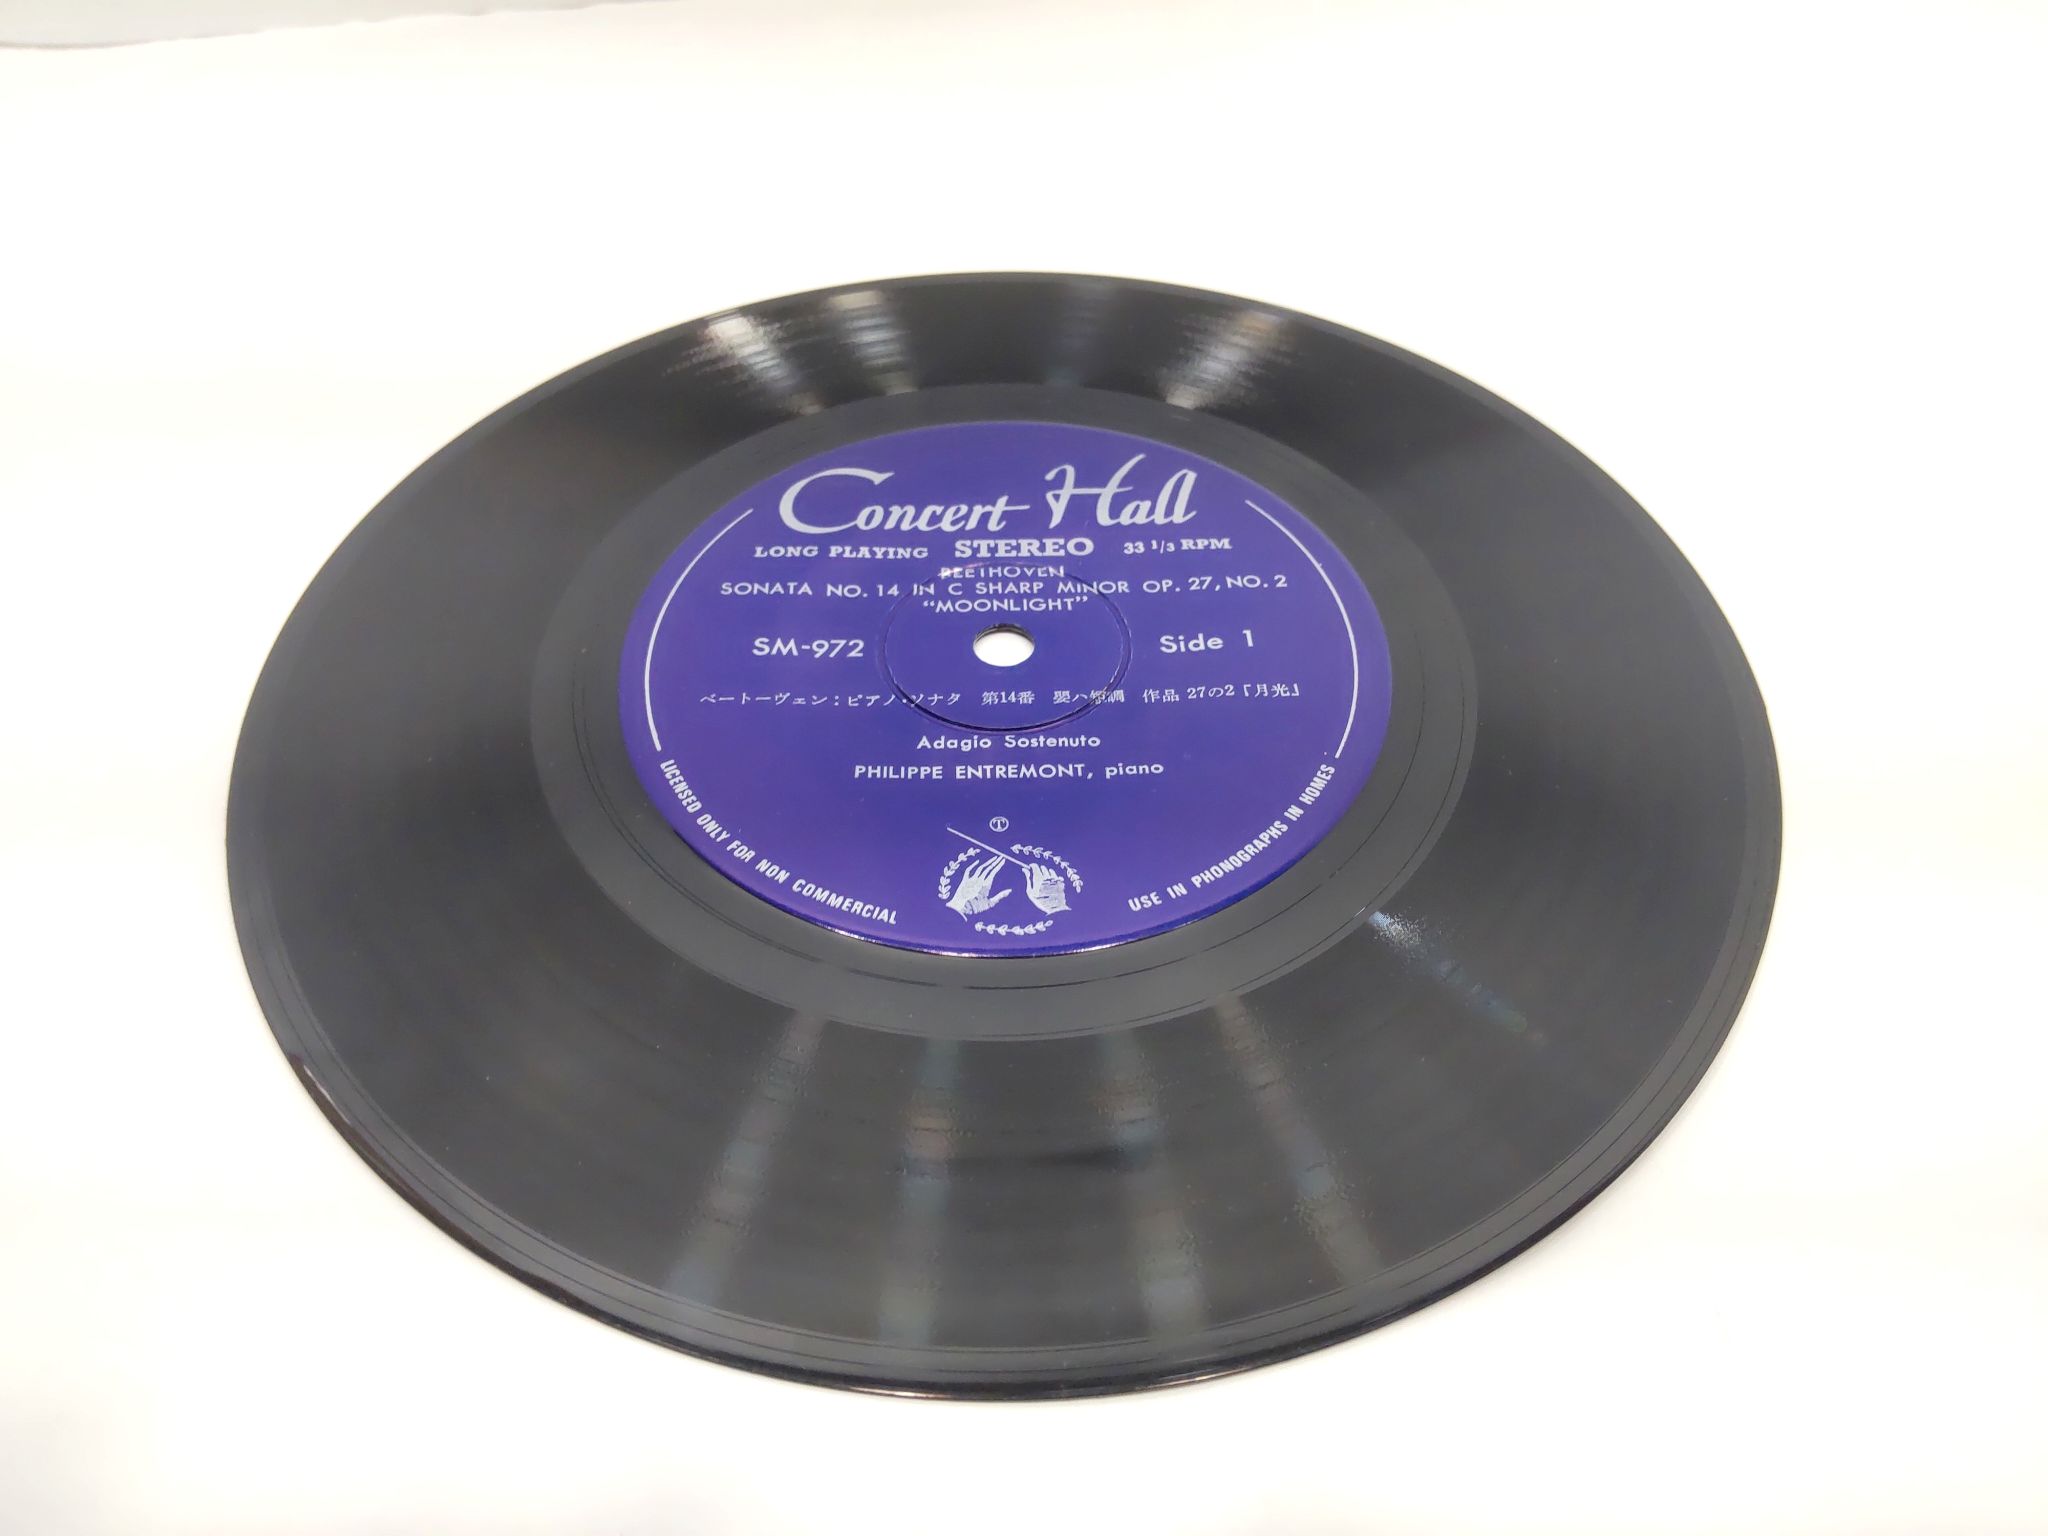 Concert Hall
LONG PLAYING STEREO 33 1/3 RPM
BEETHOVEN
SONATA NO. 14 IN C SHARP MINOR OP. 27, NO. 2
“MOONLIGHT”
SM-972 Side 1
ベートーヴェン：ピアノ・ソナタ 第14番 嬰ハ短調 作品 27の2『月光』
Adagio Sostenuto
PHILIPPE ENTREMONT, piano
Ⓣ
LICENSED ONLY FOR NON COMMERCIAL USE IN PHONOGRAPHS IN HOMES